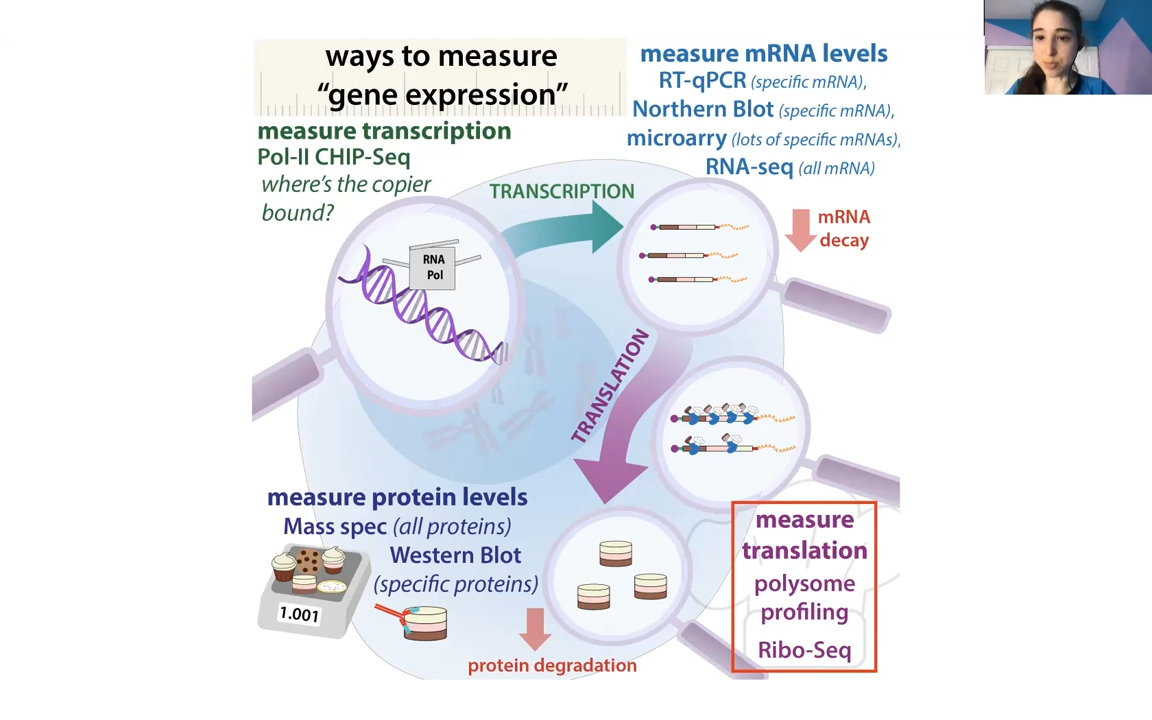 ways to measure
“gene expression”
measure mRNA levels
RT-qPCR (specific mRNA),
Northern Blot (specific mRNA),
microarry (lots of specific mRNAs),
RNA-seq (all mRNA)
measure transcription
Pol-II CHIP-Seq
where's the copier
bound?
TRANSCRIPTION
mRNA
decay
RNA
Pol
TRANSLATION
measure protein levels
Mass spec (all proteins)
Western Blot
(specific proteins)
1.001
protein degradation
measure
translation
polysome
profiling
Ribo-Seq